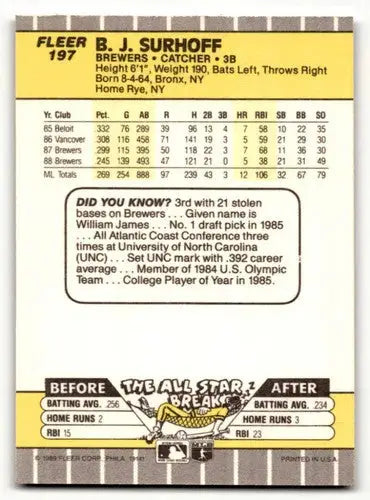 FLEER
197
B. J. SURHOFF
BREWERS • CATCHER • 3B
Height 6'1", Weight 190, Bats Left, Throws Right
Born 8-4-64, Bronx, NY
Home Rye, NY
Yr. Club Pct. G AB R H 2B 3B HR RBI SB BB SO
85 Beloit .332 76 289 39 96 13 4 7 58 10 22 35
86 Vancouver .308 116 458 71 141 19 3 5 59 21 29 30
87 Brewers .299 115 395 50 118 22 3 7 68 11 36 30
88 Brewers .245 139 493 47 121 21 0 5 38 21 31 49
ML Totals .269 254 888 97 239 43 3 12 106 32 67 79
DID YOU KNOW? 3rd with 21 stolen
bases on Brewers . . . Given name is
William James . . . No. 1 draft pick in 1985
. . . All Atlantic Coast Conference three
times at University of North Carolina
(UNC) . . . Set UNC mark with .392 career
average . . . Member of 1984 U.S. Olympic
Team . . . College Player of Year in 1985.
BEFORE THE ALL STAR BREAK AFTER
BATTING AVG. .256 BATTING AVG. .234
HOME RUNS 2 HOME RUNS 3
RBI 15 RBI 23
© 1989 FLEER CORP. PHILA. 19141
PRINTED IN U.S.A.